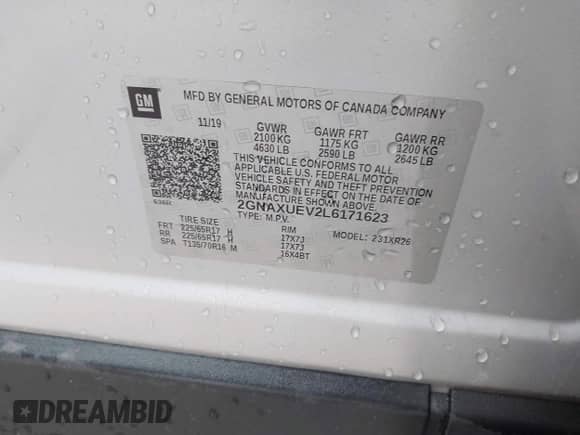 GM
MFD BY GENERAL MOTORS OF CANADA COMPANY
11/19 GVWR GAWR FRT GAWR RR
2100 KG 1175 KG 1200 KG
4630 LB 2590 LB 2645 LB
THIS VEHICLE CONFORMS TO ALL
APPLICABLE U.S. FEDERAL MOTOR
VEHICLE SAFETY STANDARDS IN
EFFECT ON THE DATE OF
MANUFACTURE SHOWN ABOVE.
2GNAXUEV2L6171623
TYPE: M.P.V.
TIRE SIZE RIM MODEL: 231XR26
FRT 225/65R17 H 17X7J
RR 225/65R17 H 17X7J
SPA T135/70R16 M 16X4BT
DREAMBID